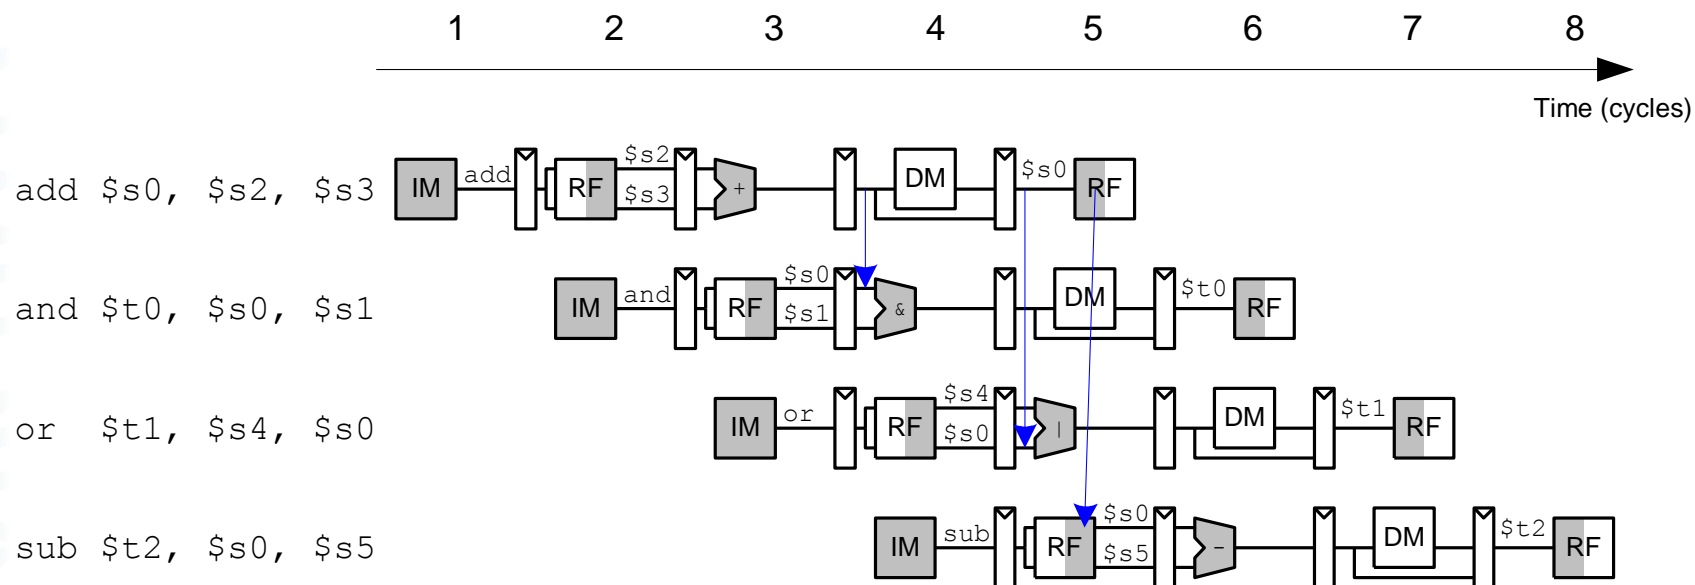 1 2 3 4 5 6 7 8
Time (cycles)
add $s0, $s2, $s3 IM add RF $s2 $s3 + DM $s0 RF
and $t0, $s0, $s1 IM and RF $s0 $s1 & DM $t0 RF
or $t1, $s4, $s0 IM or RF $s4 $s0 | DM $t1 RF
sub $t2, $s0, $s5 IM sub RF $s0 $s5 - DM $t2 RF